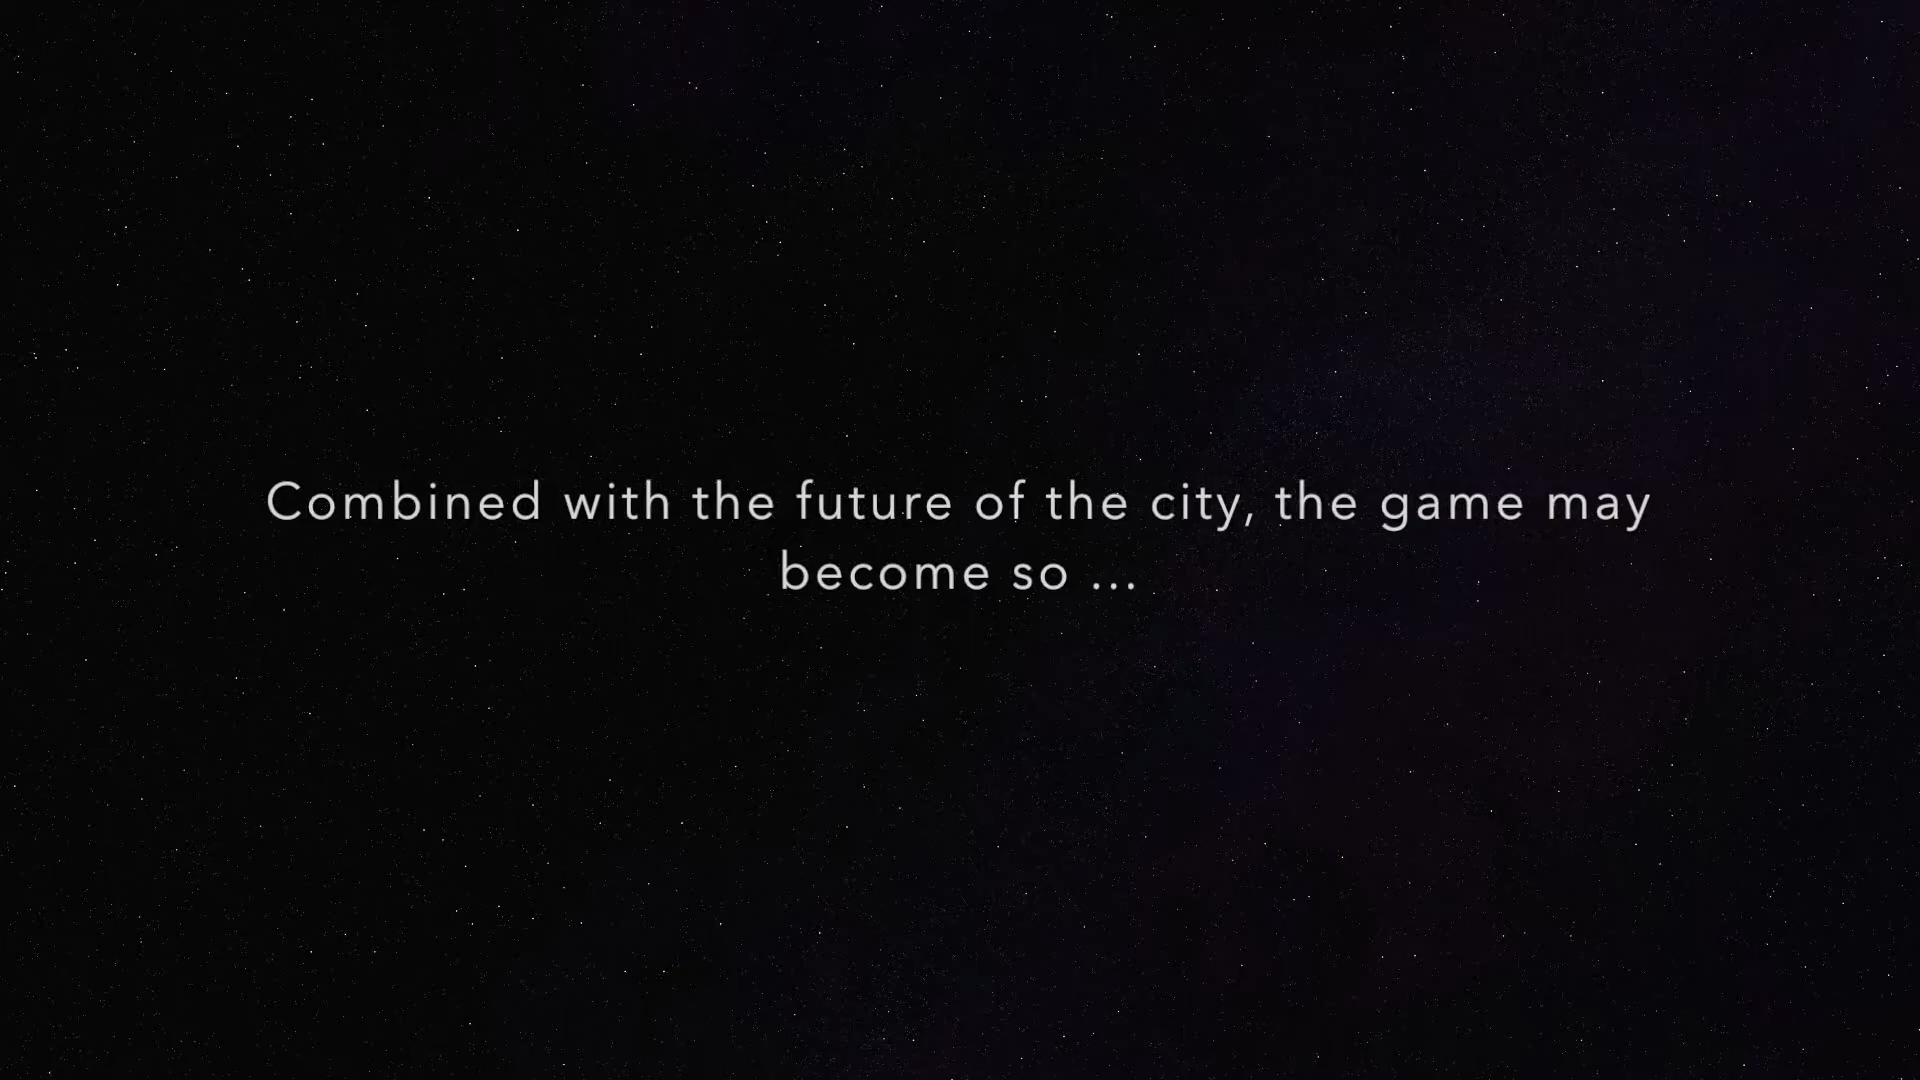 Combined with the future of the city, the game may
become so ...